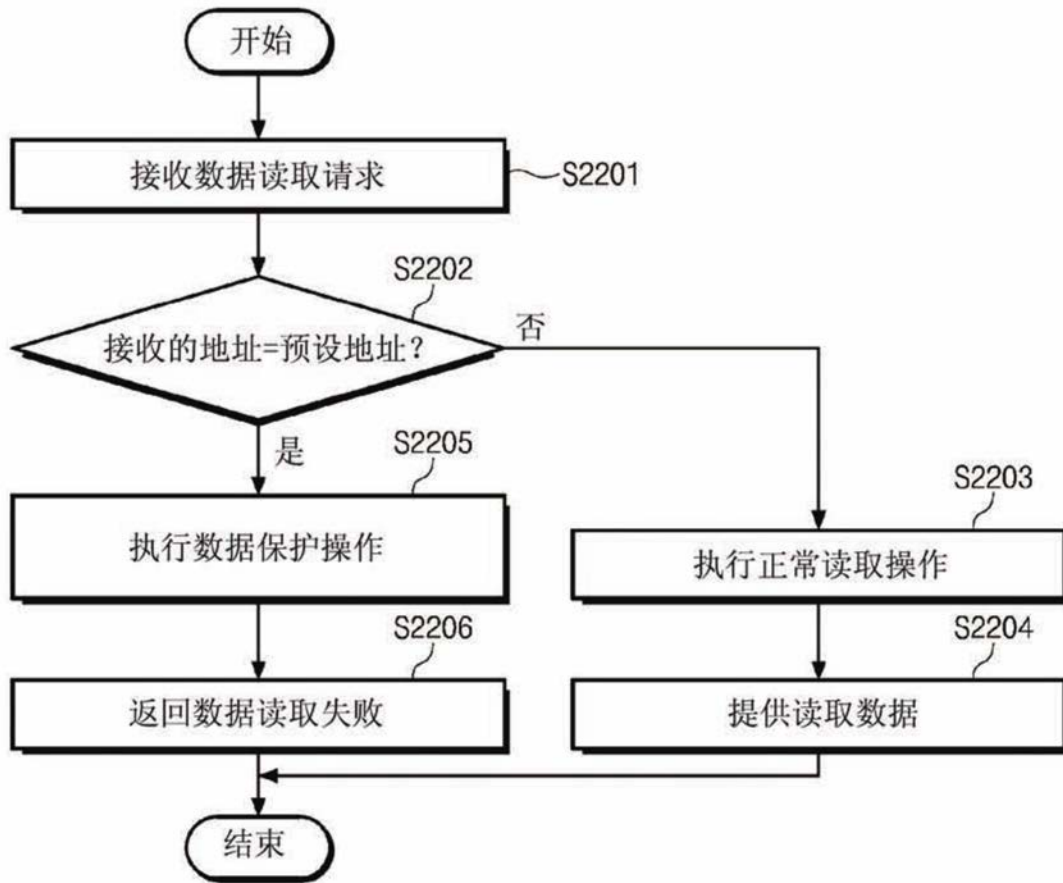 开始
接收数据读取请求
S2201
S2202
接收的地址=预设地址？
否
是
S2205
执行数据保护操作
S2203
执行正常读取操作
S2206
返回数据读取失败
S2204
提供读取数据
结束